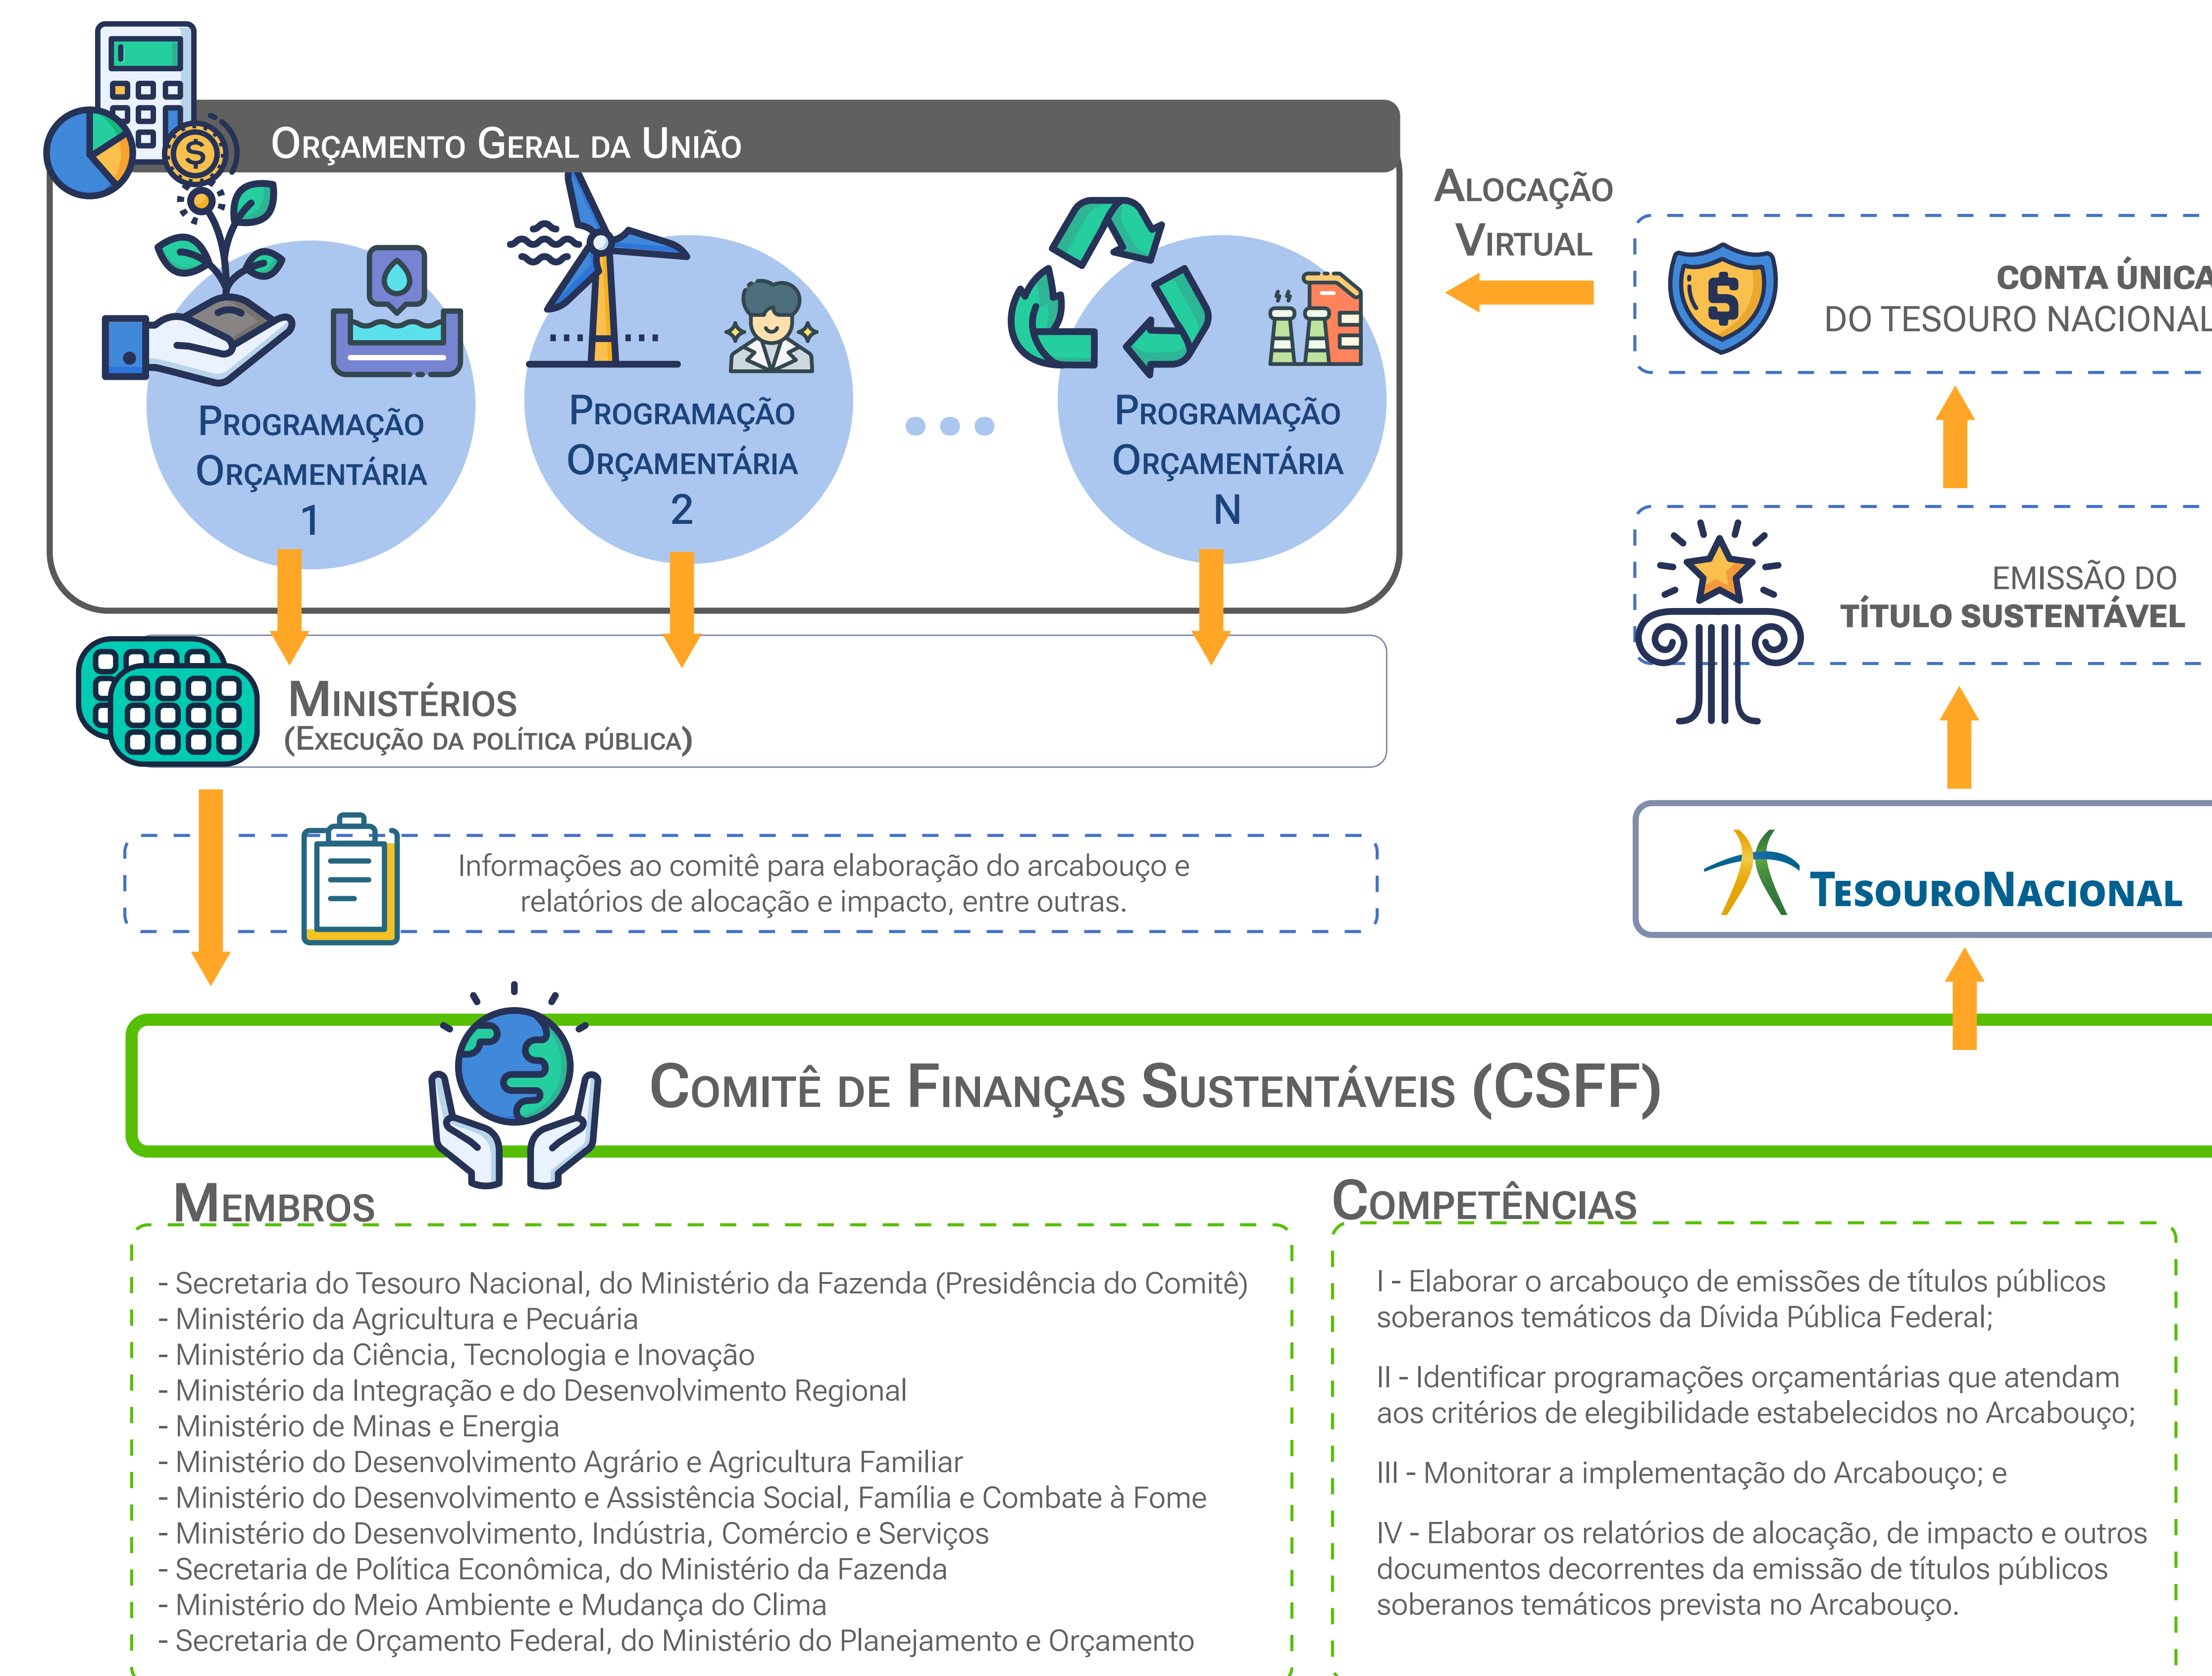 Orçamento Geral da União
Alocação
Virtual
CONTA ÚNICA
DO TESOURO NACIONAL
Programação
Orçamentária
1
Programação
Orçamentária
2
Programação
Orçamentária
N
EMISSÃO DO
TÍTULO SUSTENTÁVEL
Ministérios
(Execução da política pública)
Informações ao comitê para elaboração do arcabouço e
relatórios de alocação e impacto, entre outras.
TesouroNacional
Comitê de Finanças Sustentáveis (CSFF)
Membros
- Secretaria do Tesouro Nacional, do Ministério da Fazenda (Presidência do Comitê)
- Ministério da Agricultura e Pecuária
- Ministério da Ciência, Tecnologia e Inovação
- Ministério da Integração e do Desenvolvimento Regional
- Ministério de Minas e Energia
- Ministério do Desenvolvimento Agrário e Agricultura Familiar
- Ministério do Desenvolvimento e Assistência Social, Família e Combate à Fome
- Ministério do Desenvolvimento, Indústria, Comércio e Serviços
- Secretaria de Política Econômica, do Ministério da Fazenda
- Ministério do Meio Ambiente e Mudança do Clima
- Secretaria de Orçamento Federal, do Ministério do Planejamento e Orçamento
Competências
I - Elaborar o arcabouço de emissões de títulos públicos
soberanos temáticos da Dívida Pública Federal;
II - Identificar programações orçamentárias que atendam
aos critérios de elegibilidade estabelecidos no Arcabouço;
III - Monitorar a implementação do Arcabouço; e
IV - Elaborar os relatórios de alocação, de impacto e outros
documentos decorrentes da emissão de títulos públicos
soberanos temáticos prevista no Arcabouço.